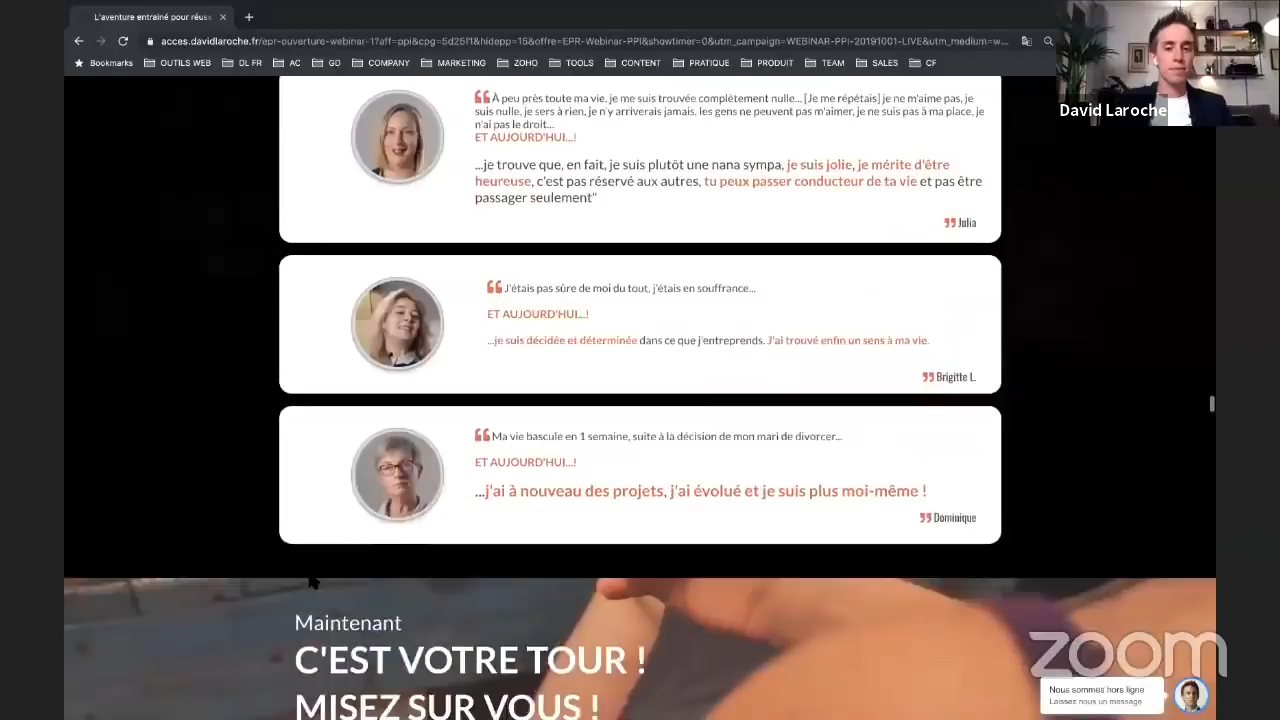 L'aventure entrainé pour réus
acces.davidlaroche.fr/epr-ouverture-webinar-1?aff=ppi&cpg=5d25f1&hidepp=15&offre=EPR-Webinar-PPI&showtimer=0&utm_campaign=WEBINAR-PPI-20191001-LIVE&utm_medium=w...
Bookmarks OUTILS WEB DL FR AC GD COMPANY MARKETING ZOHO TOOLS CONTENT PRATIQUE PRODUIT TEAM SALES CF
David Laroche
À peu près toute ma vie, je me suis trouvée complètement nulle... [Je me répétais] je ne m'aime pas, je
suis nulle, je sers à rien, je n'y arriverais jamais. les gens ne peuvent pas m'aimer, je ne suis pas à ma place, je
n'ai pas le droit...
ET AUJOURD'HUI...!
...je trouve que, en fait, je suis plutôt une nana sympa, je suis jolie, je mérite d'être
heureuse, c'est pas réservé aux autres, tu peux passer conducteur de ta vie et pas être
passager seulement"
Julia
J'étais pas sûre de moi du tout, j'étais en souffrance...
ET AUJOURD'HUI...!
...je suis décidée et déterminée dans ce que j'entreprends. J'ai trouvé enfin un sens à ma vie.
Brigitte L.
Ma vie bascule en 1 semaine, suite à la décision de mon mari de divorcer...
ET AUJOURD'HUI...!
...j'ai à nouveau des projets, j'ai évolué et je suis plus moi-même !
Dominique
Maintenant
C'EST VOTRE TOUR !
MISEZ SUR VOUS !
zoom
Nous sommes hors ligne
Laissez nous un message